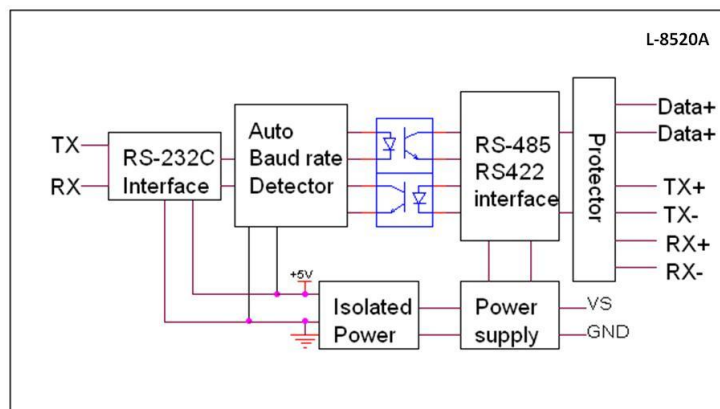 L-8520A
TX
RX
RS-232C
Interface
Auto
Baud rate
Detector
RS-485
RS422
interface
Protector
Data+
Data+
TX+
TX-
RX+
RX-
+5V
Isolated
Power
Power
supply
VS
GND